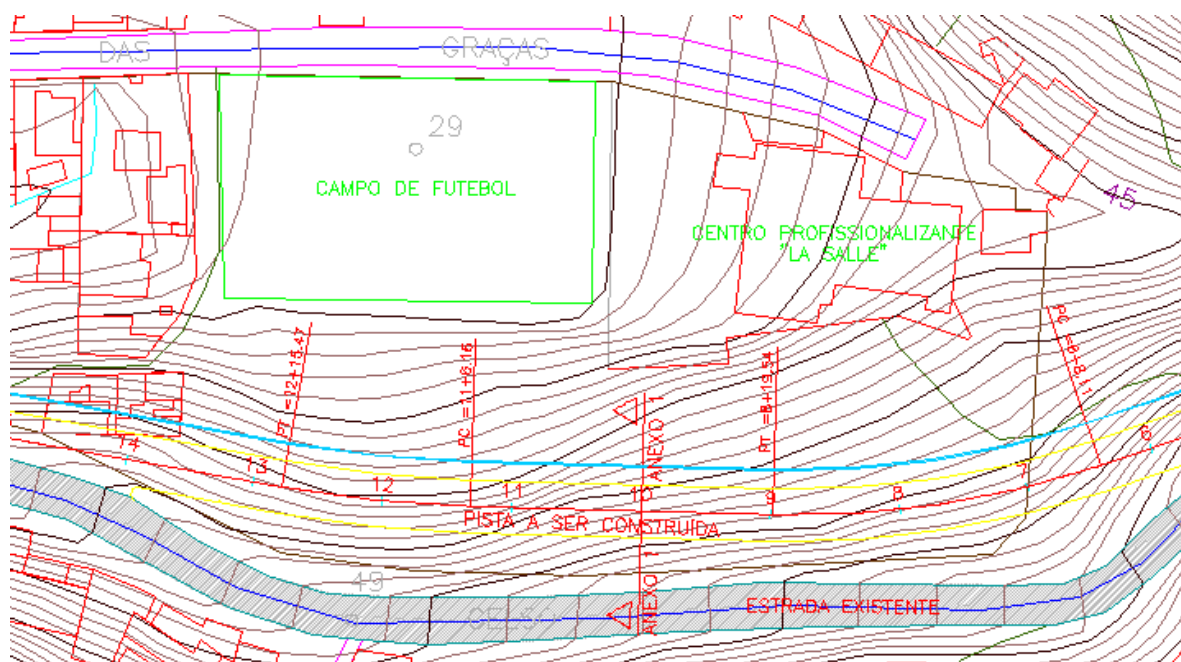 DAS GRAÇAS
29
CAMPO DE FUTEBOL
45
CENTRO PROFISSIONALIZANTE
"LA SALLE"
PT =12+15.47
PC =11+6.16
PT =8+19.54
ANEXO 1
14
13
12
11
10
9
8
7
6
PISTA A SER CONSTRUIDA
49
ANEXO 1
ESTRADA EXISTENTE